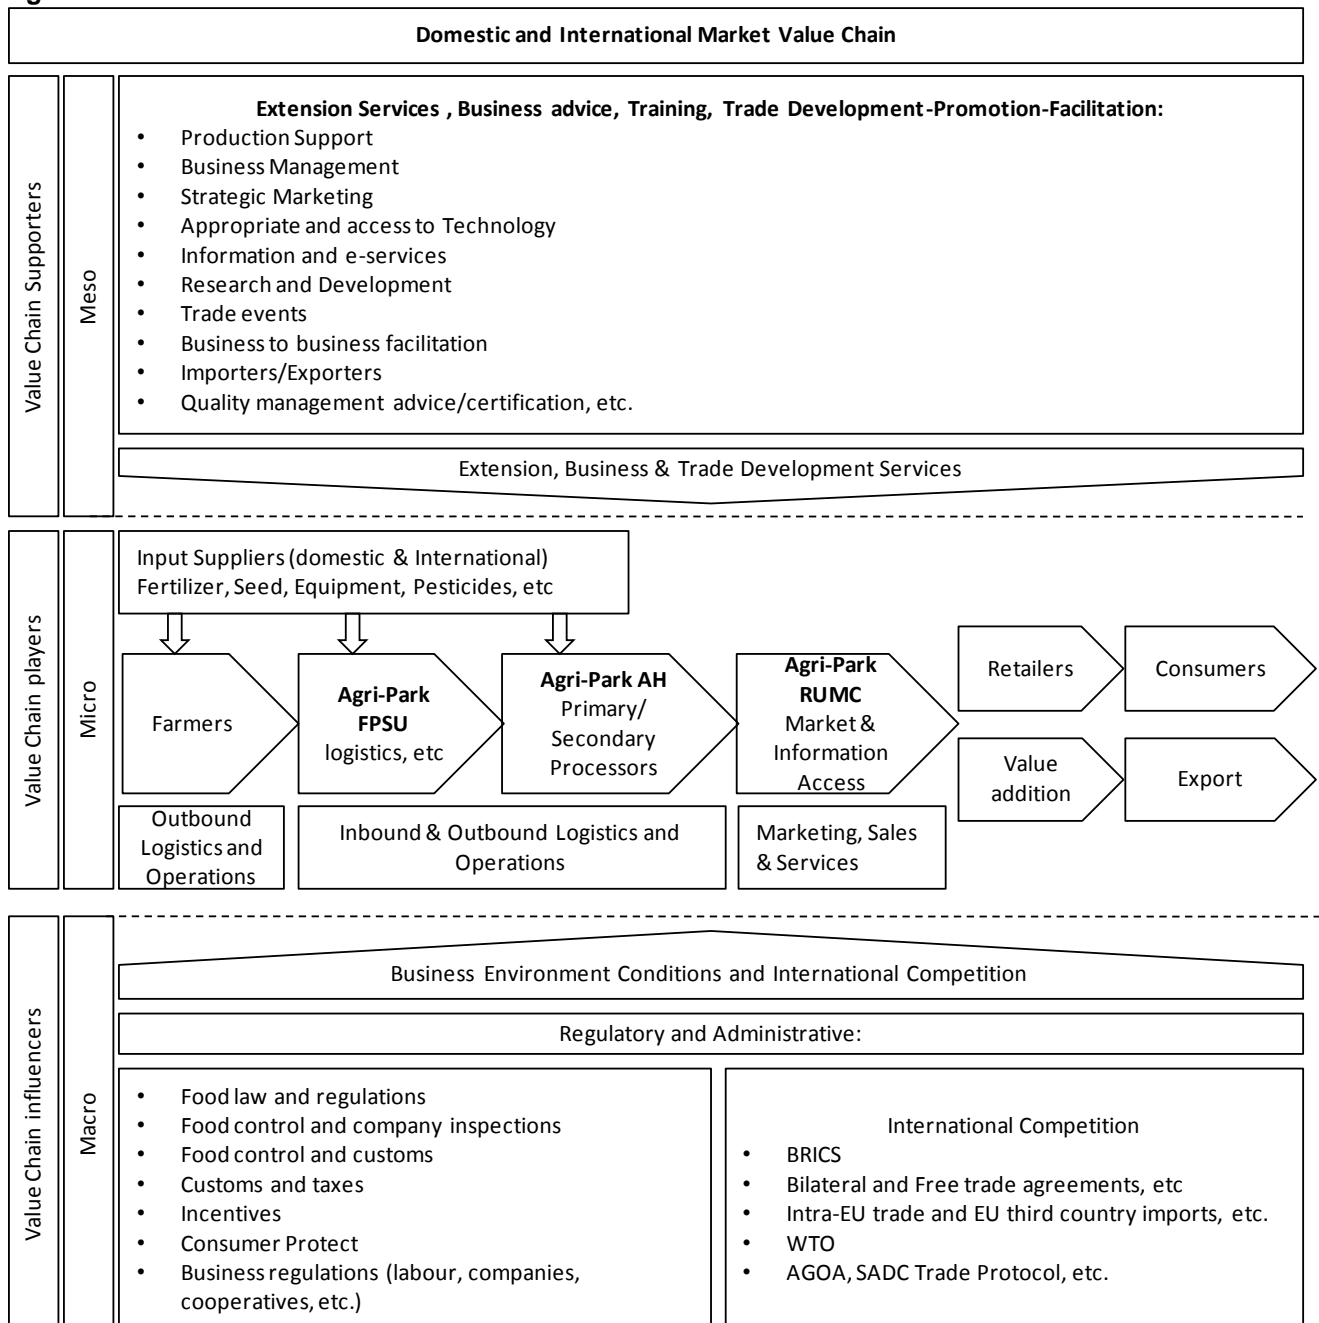 Domestic and International Market Value Chain
Value Chain Supporters
Meso
Extension Services , Business advice, Training, Trade Development-Promotion-Facilitation:
• Production Support
• Business Management
• Strategic Marketing
• Appropriate and access to Technology
• Information and e-services
• Research and Development
• Trade events
• Business to business facilitation
• Importers/Exporters
• Quality management advice/certification, etc.
Extension, Business & Trade Development Services
Value Chain players
Micro
Input Suppliers (domestic & International)
Fertilizer, Seed, Equipment, Pesticides, etc
Farmers
Agri-Park
FPSU
logistics, etc
Agri-Park AH
Primary/
Secondary
Processors
Agri-Park
RUMC
Market &
Information
Access
Retailers
Consumers
Value
addition
Export
Outbound
Logistics and
Operations
Inbound & Outbound Logistics and
Operations
Marketing, Sales
& Services
Value Chain influencers
Macro
Business Environment Conditions and International Competition
Regulatory and Administrative:
• Food law and regulations
• Food control and company inspections
• Food control and customs
• Customs and taxes
• Incentives
• Consumer Protect
• Business regulations (labour, companies,
cooperatives, etc.)
International Competition
• BRICS
• Bilateral and Free trade agreements, etc
• Intra-EU trade and EU third country imports, etc.
• WTO
• AGOA, SADC Trade Protocol, etc.